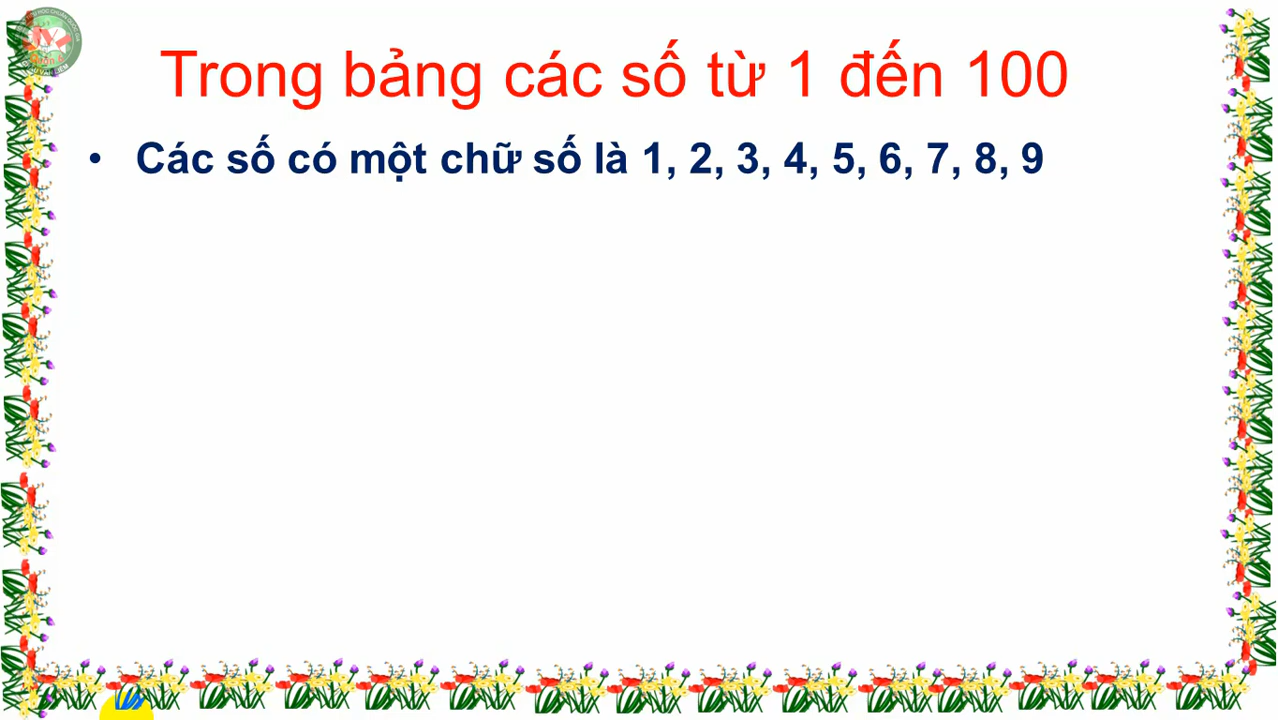 Trong bảng các số từ 1 đến 100
• Các số có một chữ số là 1, 2, 3, 4, 5, 6, 7, 8, 9